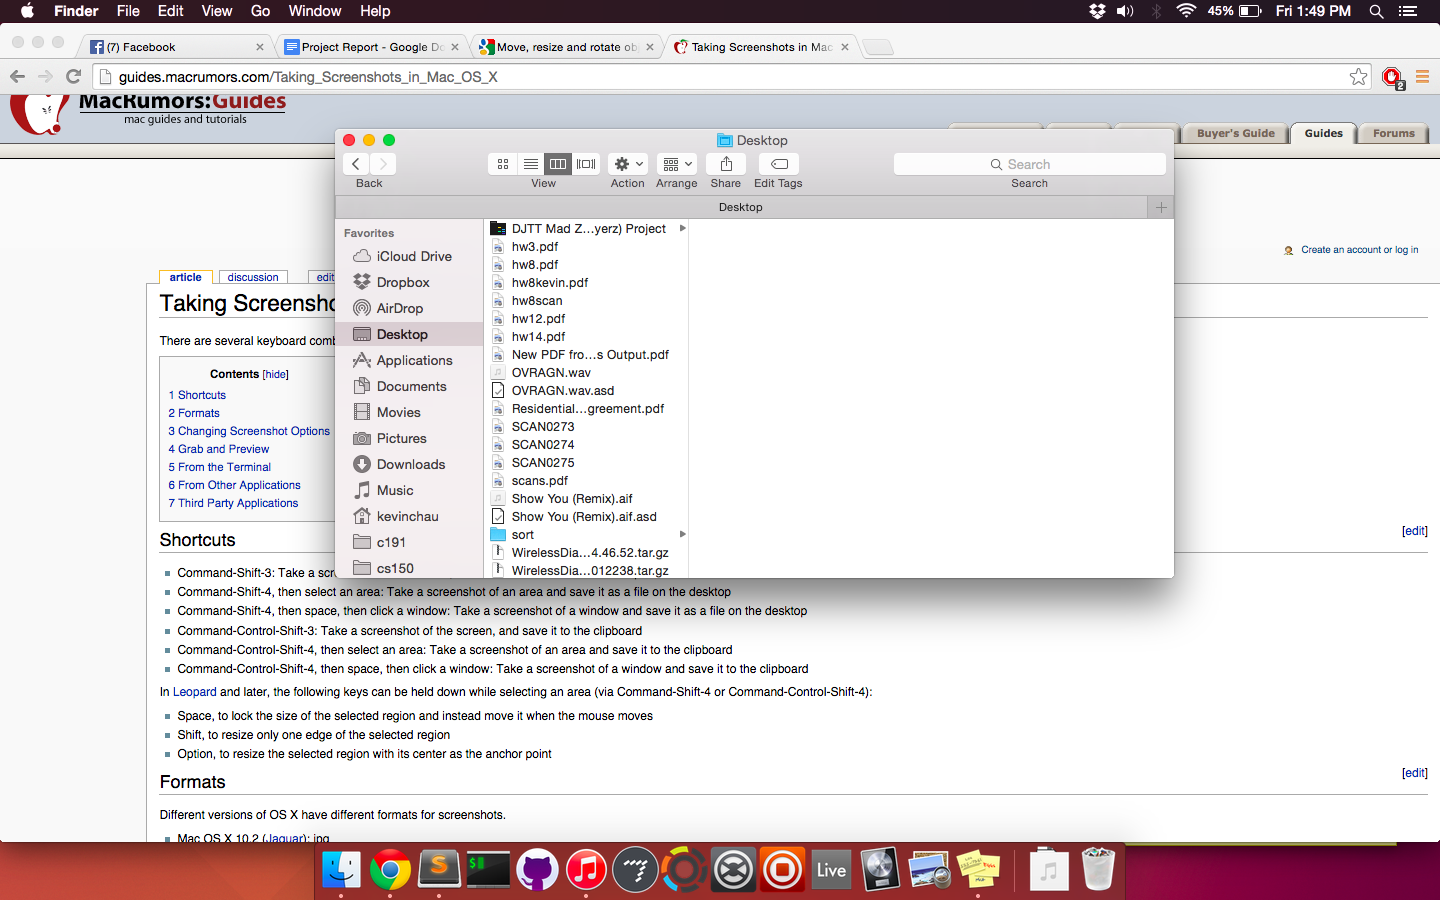 Finder File Edit View Go Window Help 45% Fri 1:49 PM
(7) Facebook Project Report - Google Do Move, resize and rotate ob Taking Screenshots in Mac
guides.macrumors.com/Taking_Screenshots_in_Mac_OS_X 2
MacRumors:Guides
mac guides and tutorials
Buyer's Guide Guides Forums
Create an account or log in
article discussion edit
Taking Screensho
There are several keyboard comb
Contents [hide]
1 Shortcuts
2 Formats
3 Changing Screenshot Options
4 Grab and Preview
5 From the Terminal
6 From Other Applications
7 Third Party Applications
Desktop
Search
Back View Action Arrange Share Edit Tags Search
Desktop
Favorites
iCloud Drive
Dropbox
AirDrop
Desktop
Applications
Documents
Movies
Pictures
Downloads
Music
kevinchau
c191
cs150
DJTT Mad Z...yerz) Project
hw3.pdf
hw8.pdf
hw8kevin.pdf
hw8scan
hw12.pdf
hw14.pdf
New PDF fro...s Output.pdf
OVRAGN.wav
OVRAGN.wav.asd
Residential...greement.pdf
SCAN0273
SCAN0274
SCAN0275
scans.pdf
Show You (Remix).aif
Show You (Remix).aif.asd
sort
WirelessDia...4.46.52.tar.gz
WirelessDia...012238.tar.gz
Shortcuts [edit]
Command-Shift-3: Take a scr
Command-Shift-4, then select an area: Take a screenshot of an area and save it as a file on the desktop
Command-Shift-4, then space, then click a window: Take a screenshot of a window and save it as a file on the desktop
Command-Control-Shift-3: Take a screenshot of the screen, and save it to the clipboard
Command-Control-Shift-4, then select an area: Take a screenshot of an area and save it to the clipboard
Command-Control-Shift-4, then space, then click a window: Take a screenshot of a window and save it to the clipboard
In Leopard and later, the following keys can be held down while selecting an area (via Command-Shift-4 or Command-Control-Shift-4):
Space, to lock the size of the selected region and instead move it when the mouse moves
Shift, to resize only one edge of the selected region
Option, to resize the selected region with its center as the anchor point
Formats [edit]
Different versions of OS X have different formats for screenshots.
Mac OS X 10.2 (Jaguar): jpg
Live